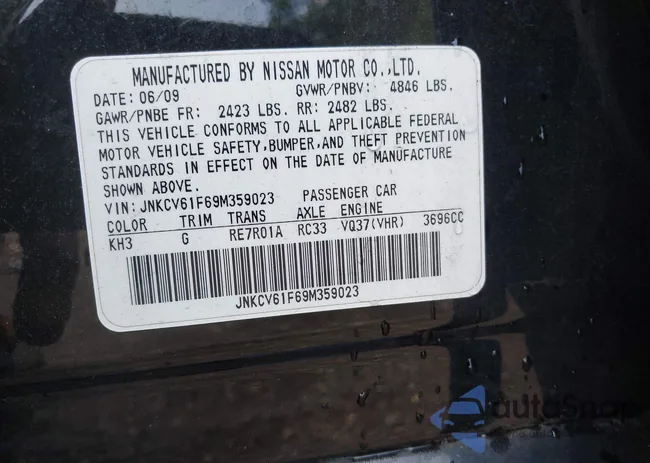 MANUFACTURED BY NISSAN MOTOR CO.,LTD.
DATE: 06/09 GVWR/PNBV: 4846 LBS.
GAWR/PNBE FR: 2423 LBS. RR: 2482 LBS.
THIS VEHICLE CONFORMS TO ALL APPLICABLE FEDERAL
MOTOR VEHICLE SAFETY,BUMPER,AND THEFT PREVENTION
STANDARDS IN EFFECT ON THE DATE OF MANUFACTURE
SHOWN ABOVE.
VIN: JNKCV61F69M359023 PASSENGER CAR
COLOR TRIM TRANS AXLE ENGINE
KH3 G RE7R01A RC33 VQ37(VHR) 3696CC
JNKCV61F69M359023
autoSnap